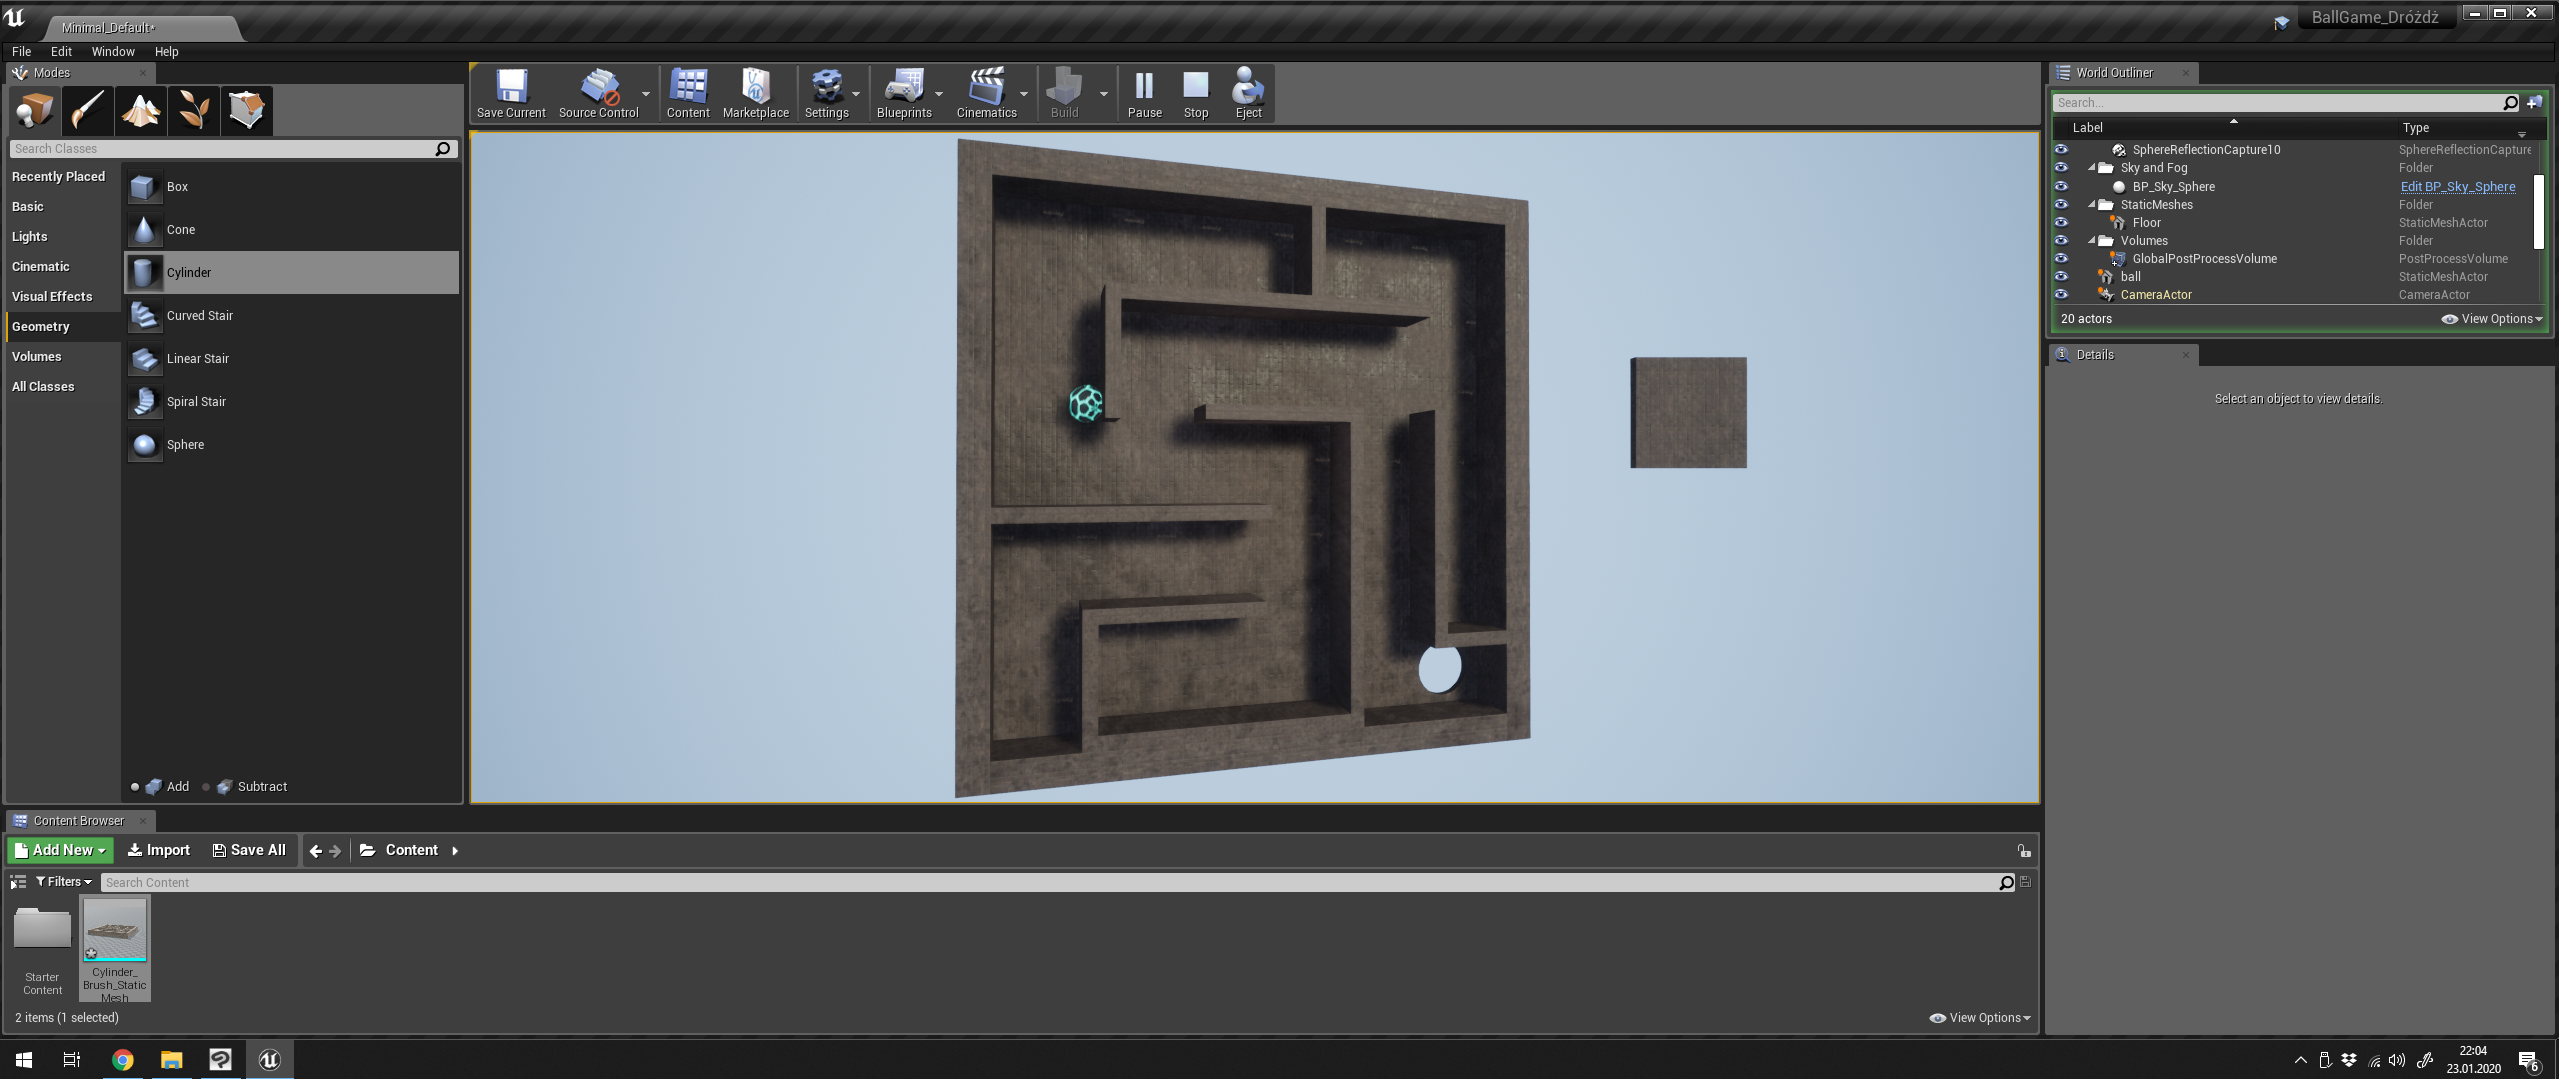 Minimal_Default*
BallGame_Dróżdż
File Edit Window Help
Modes
Search Classes
Recently Placed
Basic
Lights
Cinematic
Visual Effects
Geometry
Volumes
All Classes
Box
Cone
Cylinder
Curved Stair
Linear Stair
Spiral Stair
Sphere
Add Subtract
Save Current Source Control Content Marketplace Settings Blueprints Cinematics Build Pause Stop Eject
World Outliner
Search...
Label Type
SphereReflectionCapture10 SphereReflectionCapture
Sky and Fog Folder
BP_Sky_Sphere Edit BP_Sky_Sphere
StaticMeshes Folder
Floor StaticMeshActor
Volumes Folder
GlobalPostProcessVolume PostProcessVolume
ball StaticMeshActor
CameraActor CameraActor
20 actors View Options
Details
Select an object to view details.
Content Browser
Add New Import Save All Content
Filters Search Content
Starter
Content
Cylinder_
Brush_Static
Mesh
2 items (1 selected)
View Options
22:04
23.01.2020
6